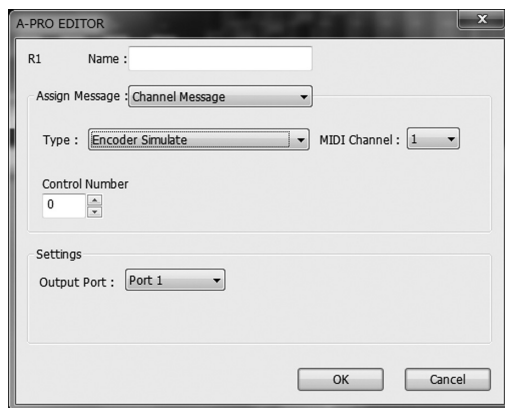 A-PRO EDITOR
R1 Name :
Assign Message : Channel Message
Type : Encoder Simulate MIDI Channel : 1
Control Number
0
Settings
Output Port : Port 1
OK Cancel